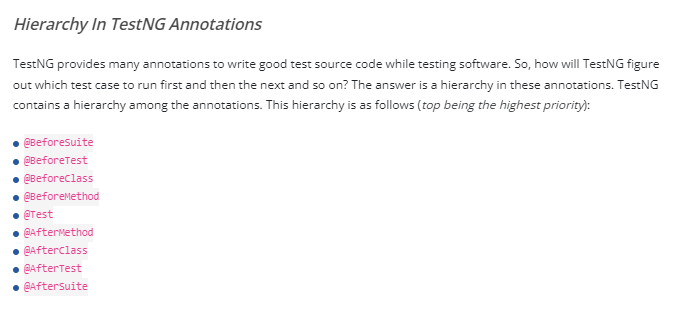 Hierarchy In TestNG Annotations
TestNG provides many annotations to write good test source code while testing software. So, how will TestNG figure
out which test case to run first and then the next and so on? The answer is a hierarchy in these annotations. TestNG
contains a hierarchy among the annotations. This hierarchy is as follows (top being the highest priority):
@BeforeSuite
@BeforeTest
@BeforeClass
@BeforeMethod
@Test
@AfterMethod
@AfterClass
@AfterTest
@AfterSuite